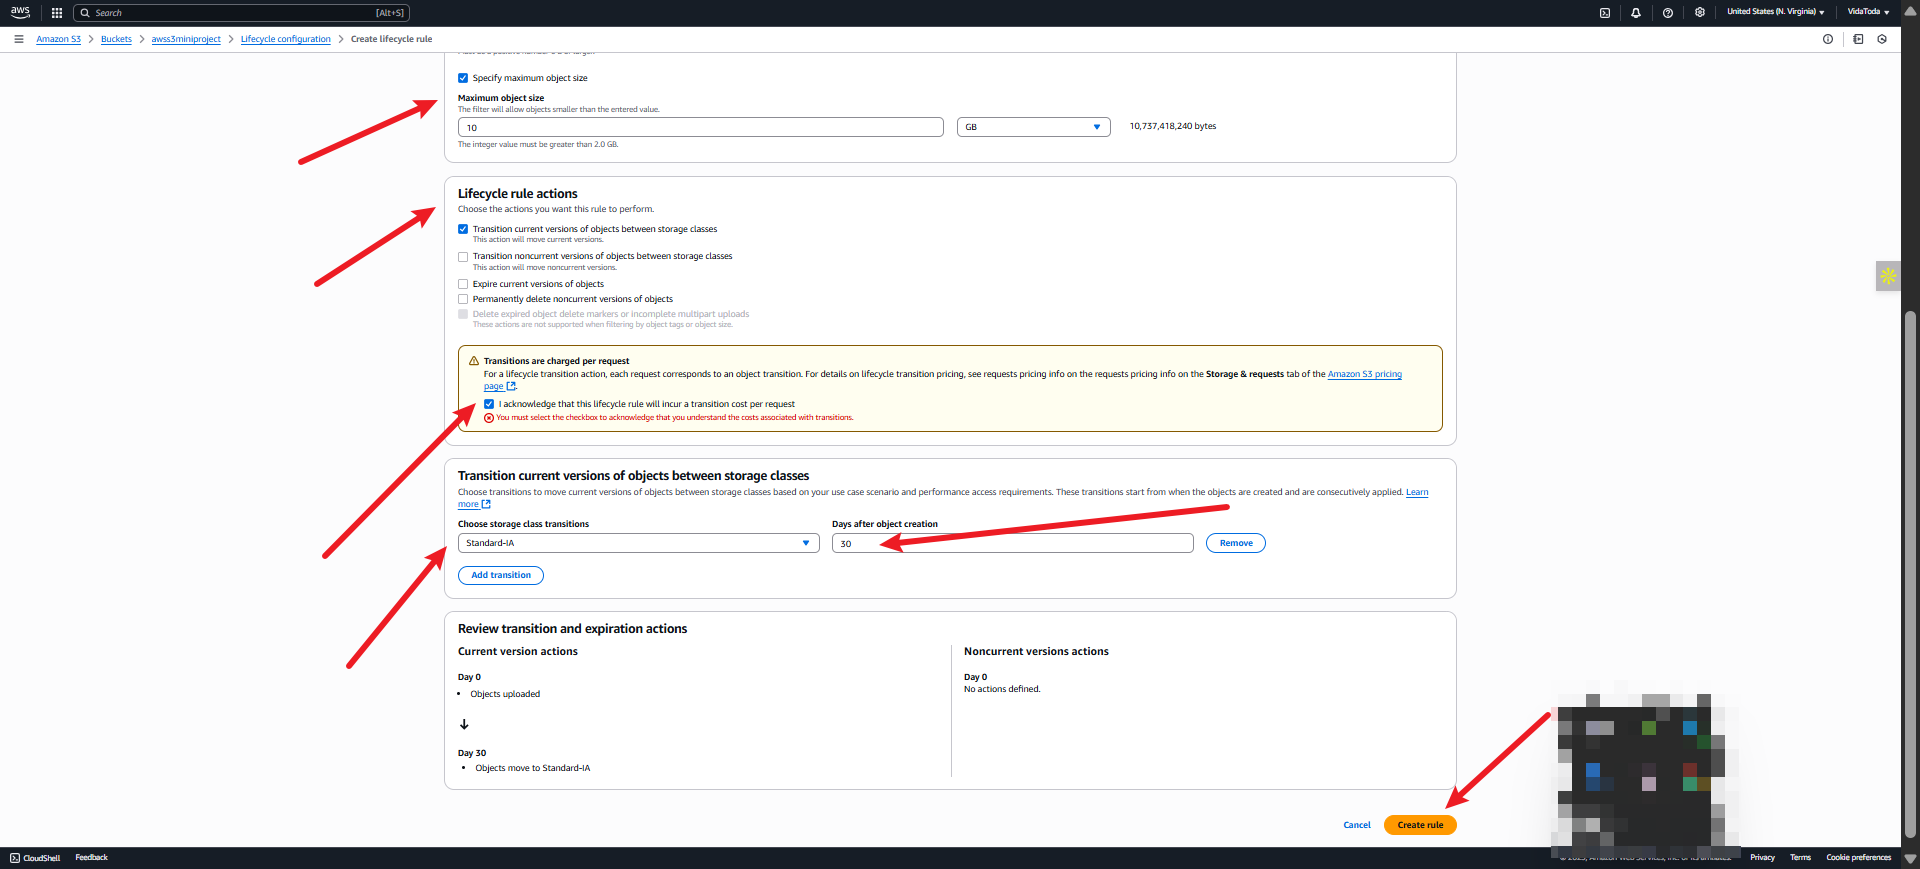 aws
Search
[Alt+S]
United States (N. Virginia)
VidaToda
Amazon S3 > Buckets > awss3miniproject > Lifecycle configuration > Create lifecycle rule
Specify maximum object size
Maximum object size
The filter will allow objects smaller than the entered value.
10
GB
10,737,418,240 bytes
The integer value must be greater than 2.0 GB.
Lifecycle rule actions
Choose the actions you want this rule to perform.
Transition current versions of objects between storage classes
This action will move current versions.
Transition noncurrent versions of objects between storage classes
This action will move noncurrent versions.
Expire current versions of objects
Permanently delete noncurrent versions of objects
Delete expired object delete markers or incomplete multipart uploads
These actions are not supported when filtering by object tags or object size.
Transitions are charged per request
For a lifecycle transition action, each request corresponds to an object transition. For details on lifecycle transition pricing, see requests pricing info on the requests pricing info on the Storage & requests tab of the Amazon S3 pricing
page.
I acknowledge that this lifecycle rule will incur a transition cost per request
You must select the checkbox to acknowledge that you understand the costs associated with transitions.
Transition current versions of objects between storage classes
Choose transitions to move current versions of objects between storage classes based on your use case scenario and performance access requirements. These transitions start from when the objects are created and are consecutively applied. Learn
more
Choose storage class transitions
Days after object creation
Standard-IA
30
Remove
Add transition
Review transition and expiration actions
Current version actions
Noncurrent versions actions
Day 0
Objects uploaded
Day 0
No actions defined.
Day 30
Objects move to Standard-IA
Cancel
Create rule
CloudShell
Feedback
Privacy
Terms
Cookie preferences